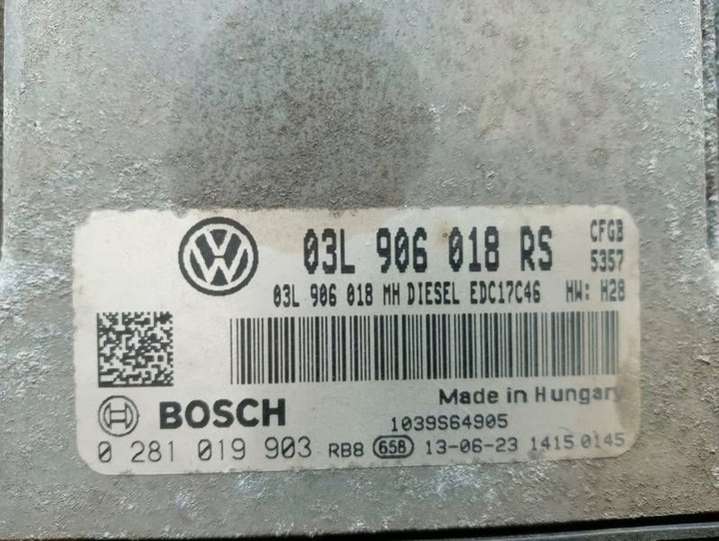 03L 906 018 RS CFGB
5357
03L 906 018 MH DIESEL EDC17C46 HW: H28
Made in Hungary
BOSCH 1039S64905
0 281 019 903 RB8 658 13-06-23 1415 0145